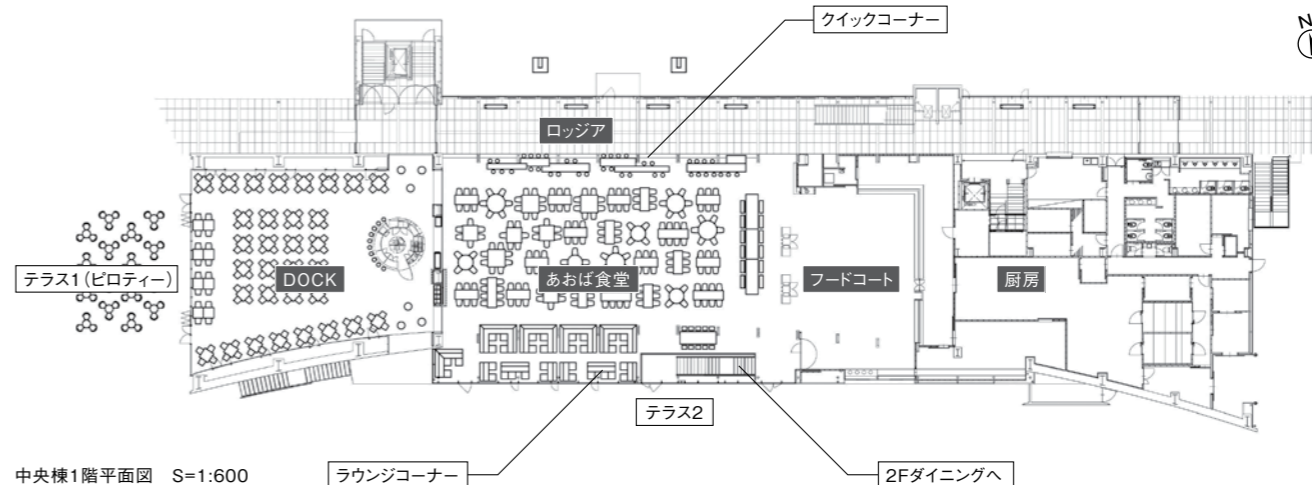 クイックコーナー
N
ロッジア
テラス1（ピロティー）
DOCK
あおば食堂
フードコート
厨房
テラス2
中央棟1階平面図 S=1:600
ラウンジコーナー
2Fダイニングへ